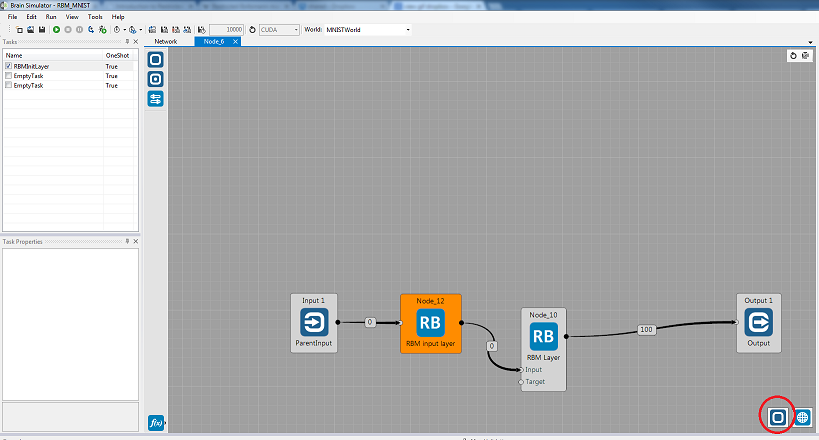 Brain Simulator - RBM_MNIST
File Edit Run View Tools Help
10000 CUDA World: MNISTWorld
Tasks
Network Node_6
Name OneShot
RBMInitLayer True
EmptyTask True
EmptyTask True
Task Properties
Input 1
ParentInput
0
Node_12
RB
RBM input layer
0
Node_10
RB
RBM Layer
Input
Target
100
Output 1
Output
f(x)